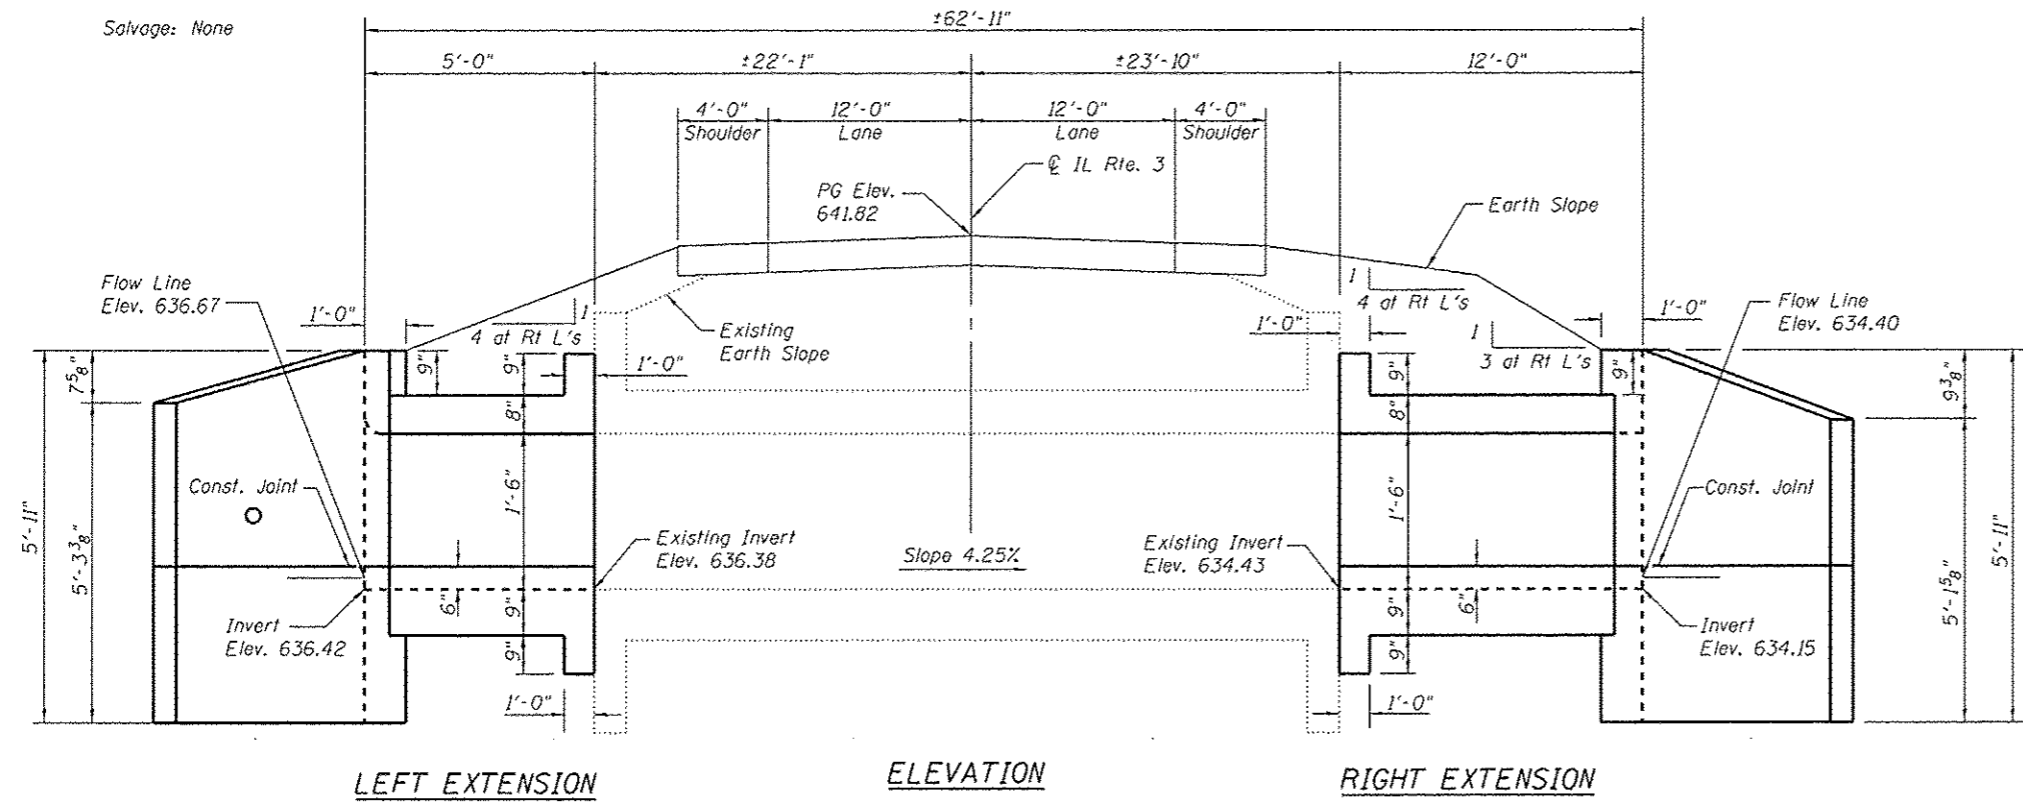 Salvage: None
±62'-11"
5'-0"
±22'-1"
±23'-10"
12'-0"
4'-0"
Shoulder
12'-0"
Lane
12'-0"
Lane
4'-0"
Shoulder
℄ IL Rte. 3
PG Elev.
641.82
Earth Slope
Flow Line
Elev. 636.67
1'-0"
1
4 at Rt L's
Existing
Earth Slope
1'-0"
1
4 at Rt L's
1
3 at Rt L's
1'-0"
Flow Line
Elev. 634.40
7⅝"
9"
9"
1'-0"
9"
9"
9⅜"
8"
8"
Const. Joint
1'-6"
1'-6"
Const. Joint
5'-11"
5'-3⅜"
Existing Invert
Elev. 636.38
Slope 4.25%
Existing Invert
Elev. 634.43
5'-1⅝"
5'-11"
6"
9"
9"
6"
Invert
Elev. 636.42
9"
9"
Invert
Elev. 634.15
1'-0"
1'-0"
LEFT EXTENSION
ELEVATION
RIGHT EXTENSION